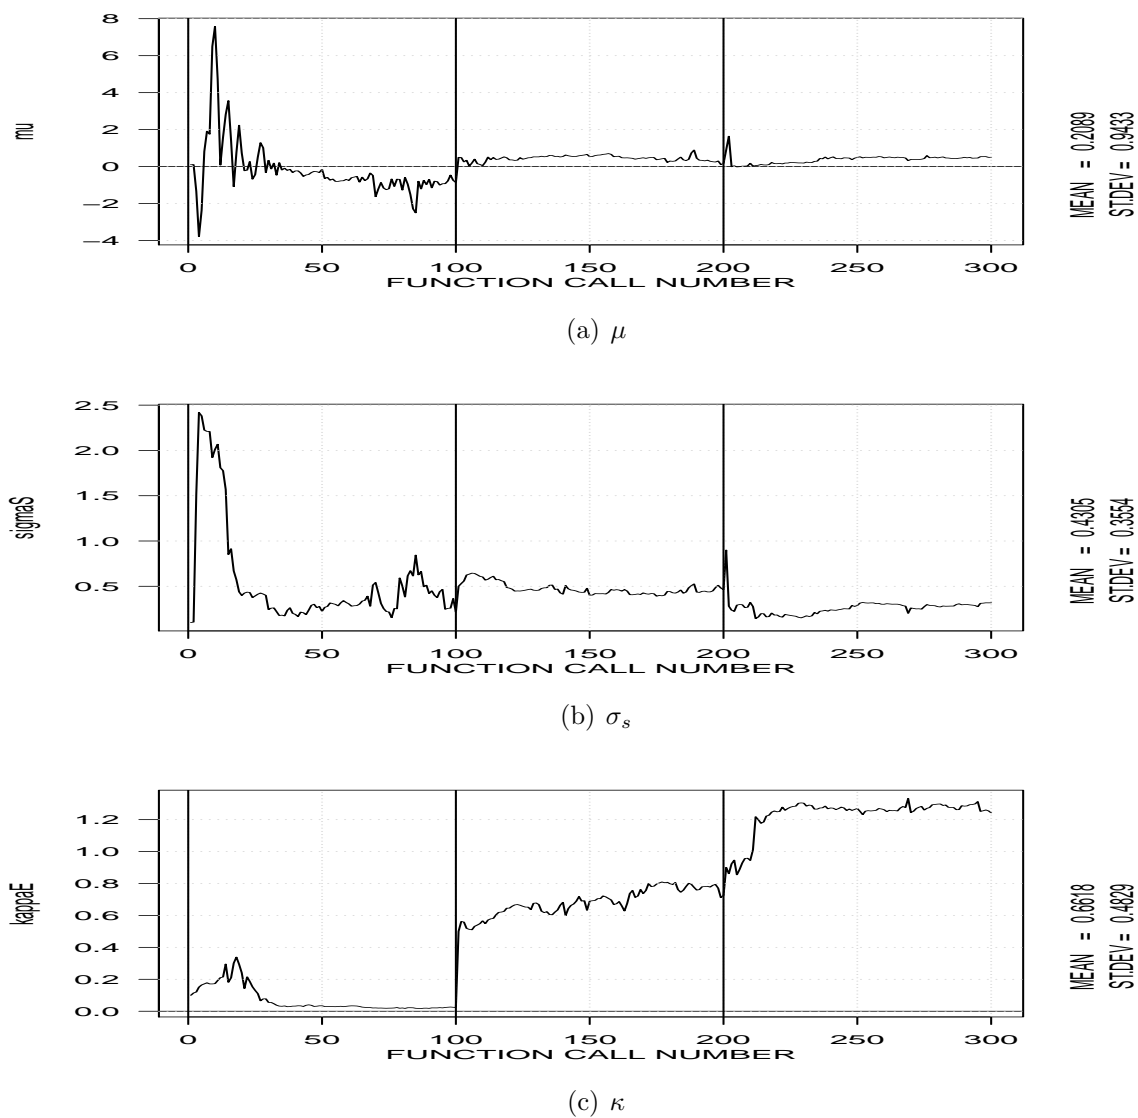 8
6
4
2
0
−2
−4
mu
0 50 100 150 200 250 300
FUNCTION CALL NUMBER
MEAN = 0.2089
ST.DEV = 0.9433
(a) μ
2.5
2.0
1.5
1.0
0.5
sigmaS
0 50 100 150 200 250 300
FUNCTION CALL NUMBER
MEAN = 0.4305
ST.DEV = 0.3554
(b) σs
1.2
1.0
0.8
0.6
0.4
0.2
0.0
kappaE
0 50 100 150 200 250 300
FUNCTION CALL NUMBER
MEAN = 0.6618
ST.DEV = 0.4829
(c) κ